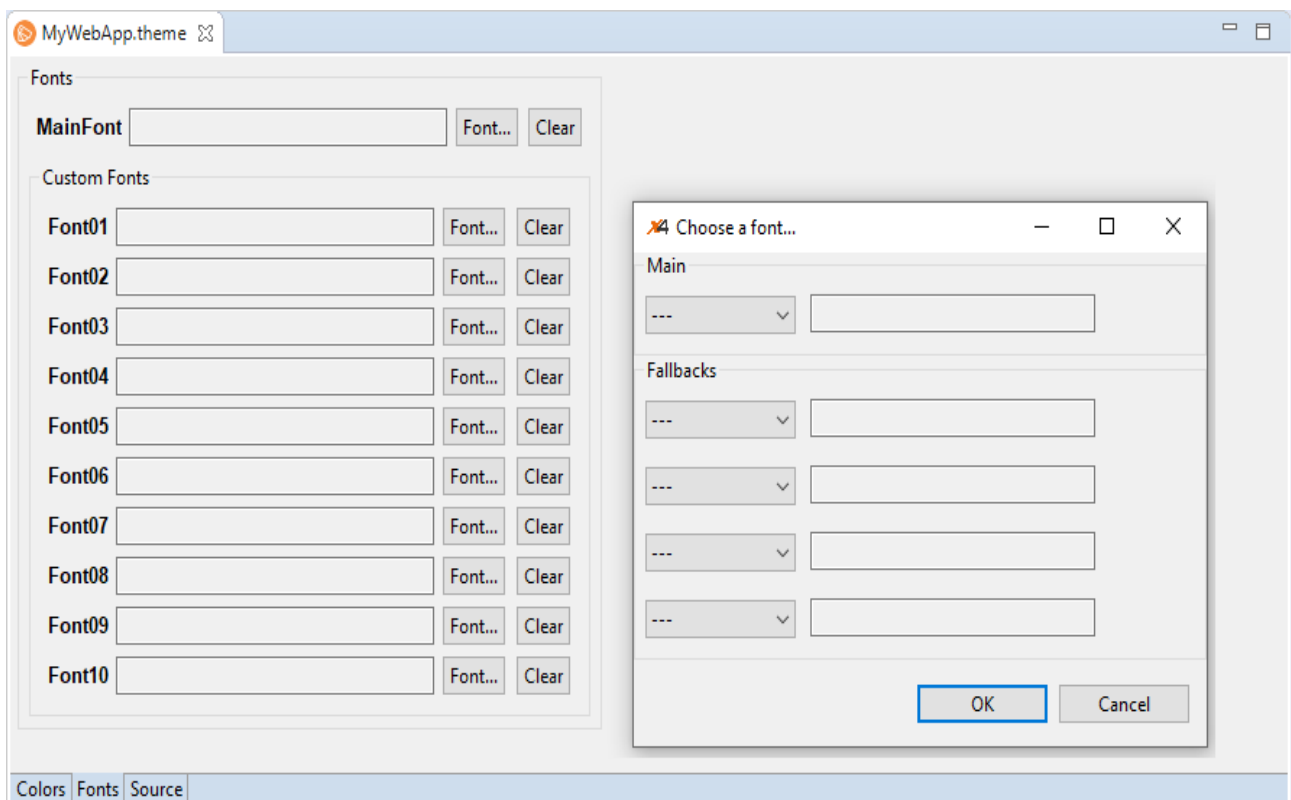 MyWebApp.theme
Fonts
MainFont Font... Clear
Custom Fonts
Font01 Font... Clear
Font02 Font... Clear
Font03 Font... Clear
Font04 Font... Clear
Font05 Font... Clear
Font06 Font... Clear
Font07 Font... Clear
Font08 Font... Clear
Font09 Font... Clear
Font10 Font... Clear
X4 Choose a font...
Main
---
Fallbacks
---
---
---
---
OK Cancel
Colors Fonts Source